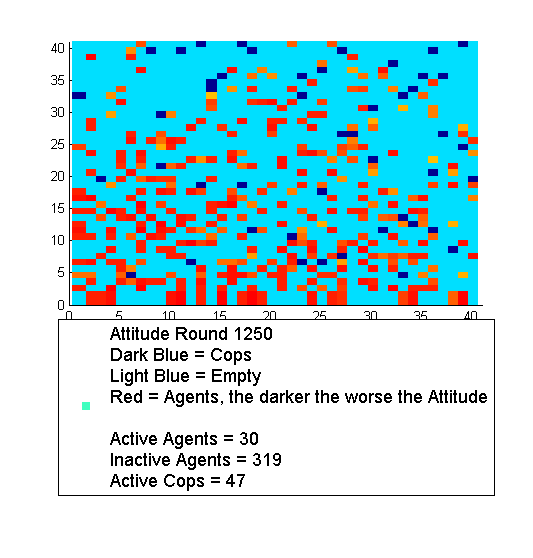 40
35
30
25
20
15
10
5
0
0 5 10 15 20 25 30 35 40
Attitude Round 1250
Dark Blue = Cops
Light Blue = Empty
Red = Agents, the darker the worse the Attitude
Active Agents = 30
Inactive Agents = 319
Active Cops = 47